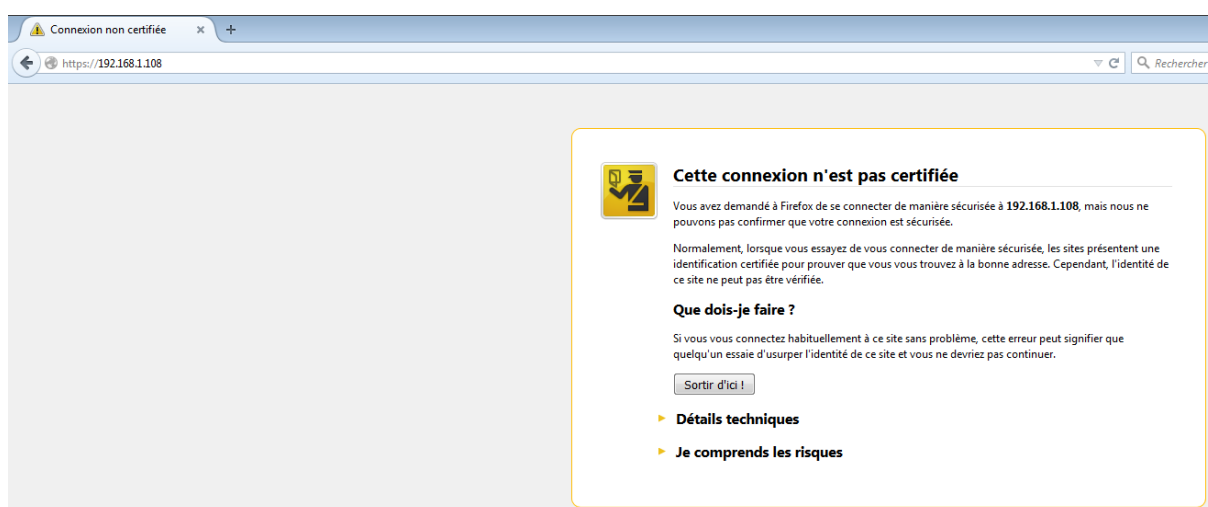 Connexion non certifiée
https://192.168.1.108
Rechercher
Cette connexion n'est pas certifiée
Vous avez demandé à Firefox de se connecter de manière sécurisée à 192.168.1.108, mais nous ne
pouvons pas confirmer que votre connexion est sécurisée.
Normalement, lorsque vous essayez de vous connecter de manière sécurisée, les sites présentent une
identification certifiée pour prouver que vous vous trouvez à la bonne adresse. Cependant, l'identité de
ce site ne peut pas être vérifiée.
Que dois-je faire ?
Si vous vous connectez habituellement à ce site sans problème, cette erreur peut signifier que
quelqu'un essaie d'usurper l'identité de ce site et vous ne devriez pas continuer.
Sortir d'ici !
Détails techniques
Je comprends les risques